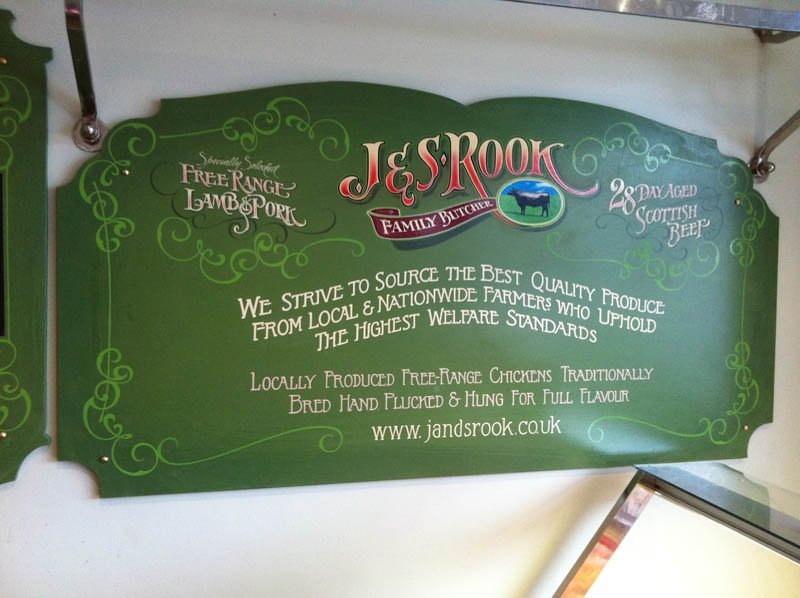 Specially Selected
FREE RANGE
LAMB & PORK
J&S·ROOK
FAMILY BUTCHER
28 DAY AGED
SCOTTISH
BEEF
WE STRIVE TO SOURCE THE BEST QUALITY PRODUCE
FROM LOCAL & NATIONWIDE FARMERS WHO UPHOLD
THE HIGHEST WELFARE STANDARDS
LOCALLY PRODUCED FREE-RANGE CHICKENS TRADITIONALLY
BRED HAND PLUCKED & HUNG FOR FULL FLAVOUR
www.jandsrook.co.uk